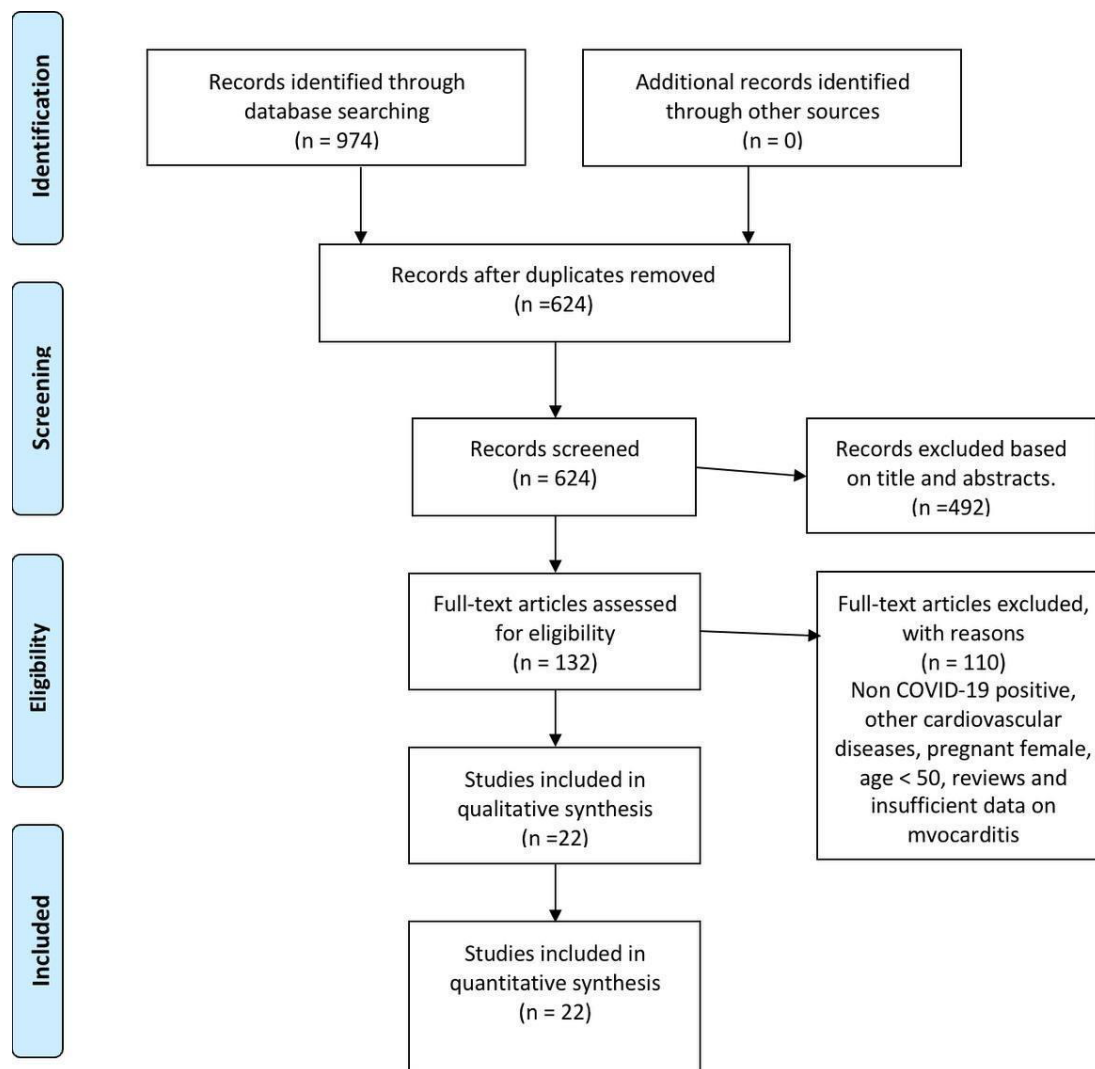 Identification
Records identified through
database searching
(n = 974)
Additional records identified
through other sources
(n = 0)
Records after duplicates removed
(n =624)
Screening
Records screened
(n = 624)
Records excluded based
on title and abstracts.
(n =492)
Eligibility
Full-text articles assessed
for eligibility
(n = 132)
Full-text articles excluded,
with reasons
(n = 110)
Non COVID-19 positive,
other cardiovascular
diseases, pregnant female,
age < 50, reviews and
insufficient data on
mvocarditis
Studies included in
qualitative synthesis
(n =22)
Included
Studies included in
quantitative synthesis
(n = 22)